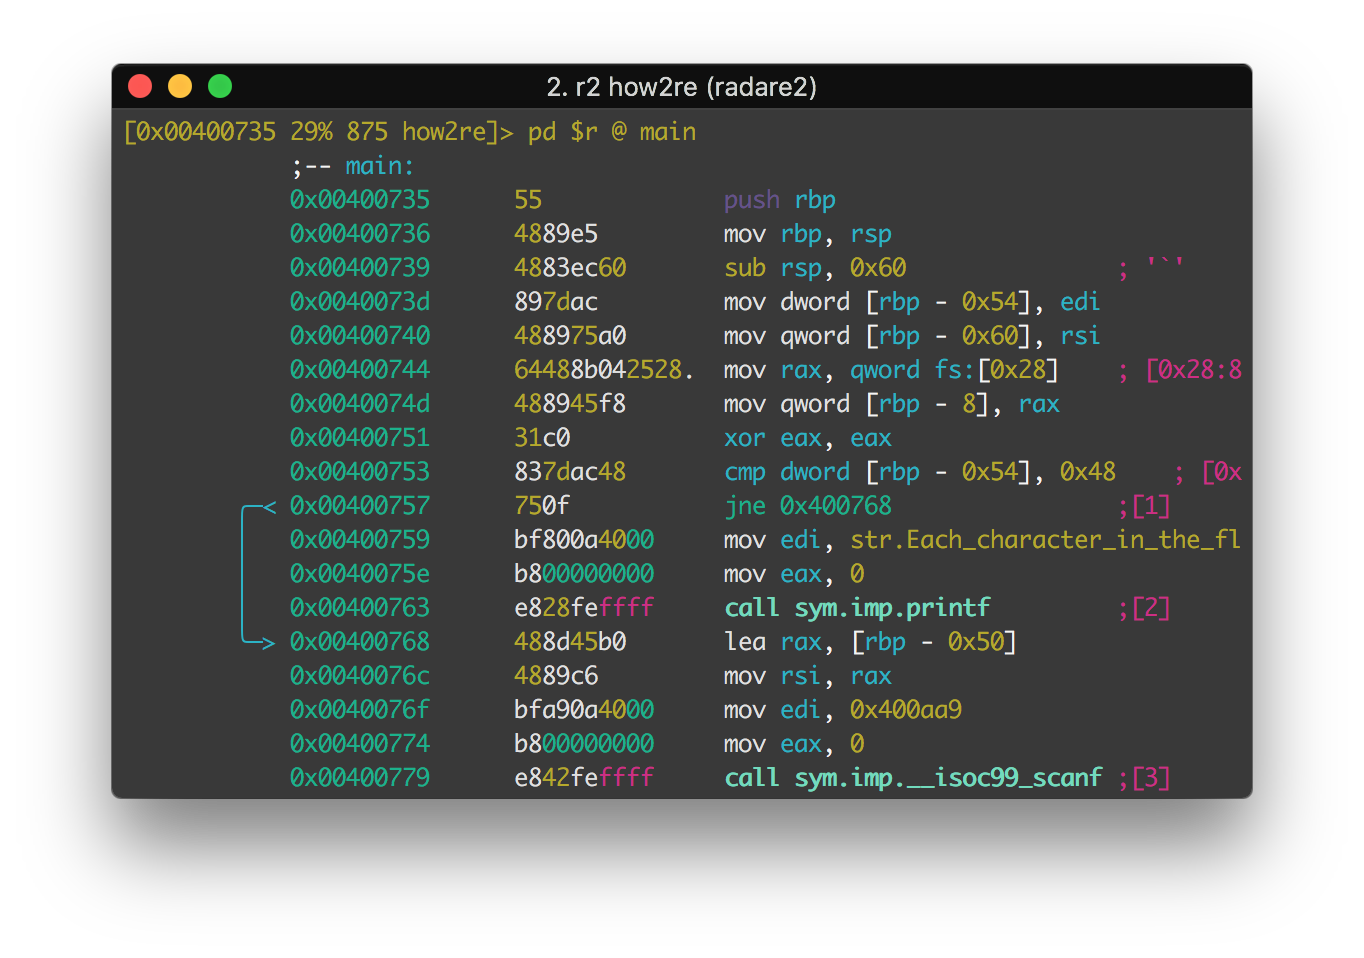 2. r2 how2re (radare2)
[0x00400735 29% 875 how2re]> pd $r @ main
;-- main:
0x00400735 55 push rbp
0x00400736 4889e5 mov rbp, rsp
0x00400739 4883ec60 sub rsp, 0x60 ; '`'
0x0040073d 897dac mov dword [rbp - 0x54], edi
0x00400740 488975a0 mov qword [rbp - 0x60], rsi
0x00400744 64488b042528. mov rax, qword fs:[0x28] ; [0x28:8
0x0040074d 488945f8 mov qword [rbp - 8], rax
0x00400751 31c0 xor eax, eax
0x00400753 837dac48 cmp dword [rbp - 0x54], 0x48 ; [0x
0x00400757 750f jne 0x400768 ;[1]
0x00400759 bf800a4000 mov edi, str.Each_character_in_the_fl
0x0040075e b800000000 mov eax, 0
0x00400763 e828feffff call sym.imp.printf ;[2]
0x00400768 488d45b0 lea rax, [rbp - 0x50]
0x0040076c 4889c6 mov rsi, rax
0x0040076f bfa90a4000 mov edi, 0x400aa9
0x00400774 b800000000 mov eax, 0
0x00400779 e842feffff call sym.imp.__isoc99_scanf ;[3]